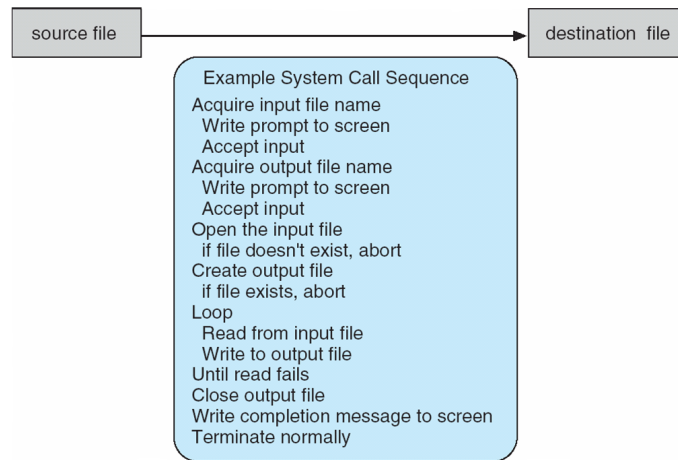 source file
destination file
Example System Call Sequence
Acquire input file name
Write prompt to screen
Accept input
Acquire output file name
Write prompt to screen
Accept input
Open the input file
if file doesn't exist, abort
Create output file
if file exists, abort
Loop
Read from input file
Write to output file
Until read fails
Close output file
Write completion message to screen
Terminate normally